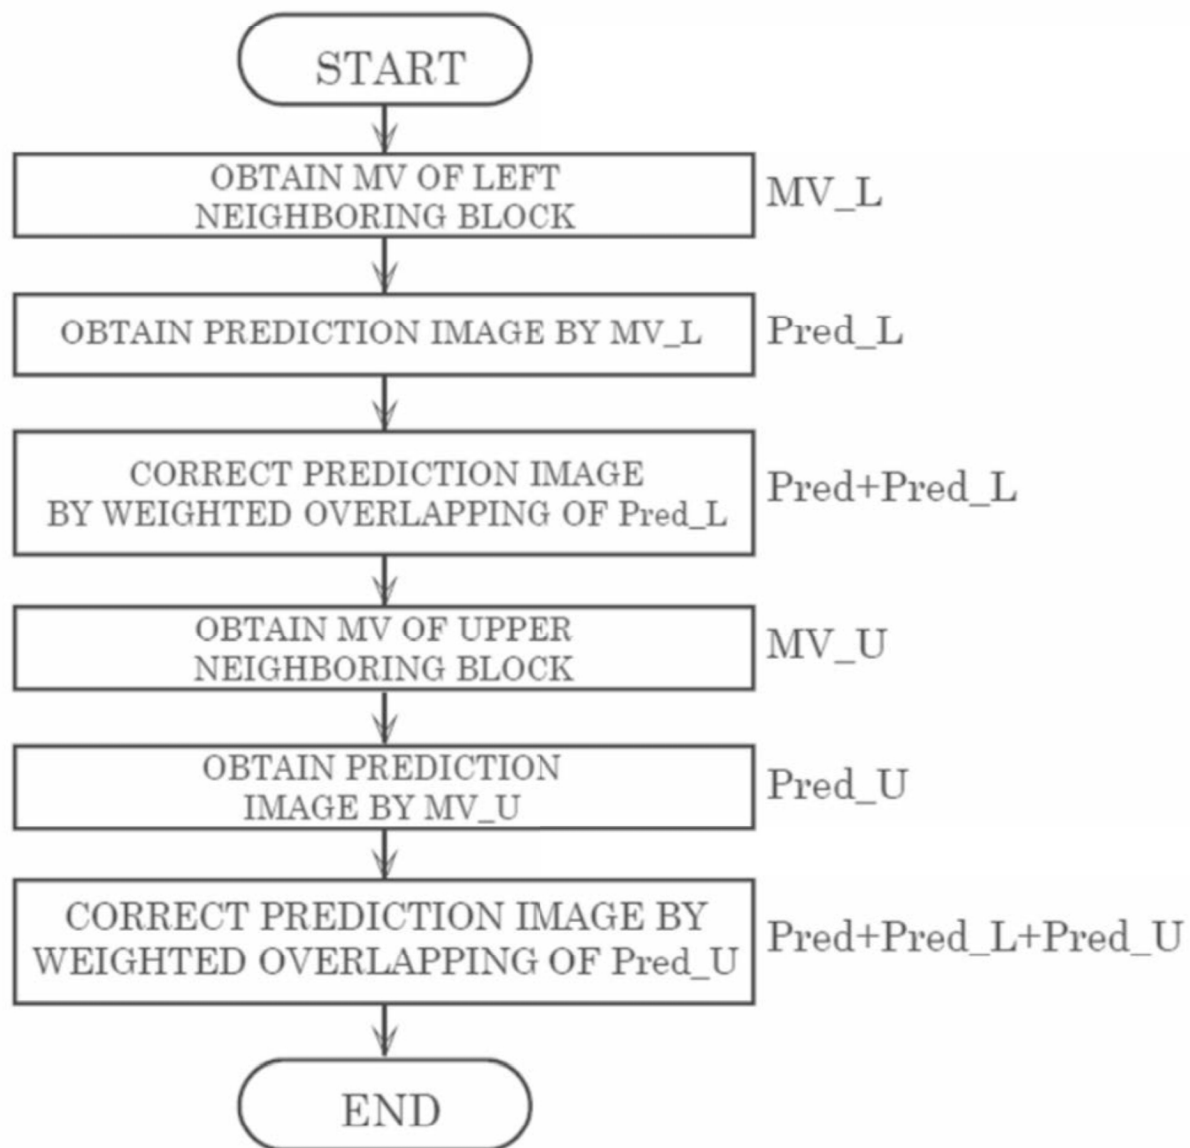 START
OBTAIN MV OF LEFT
NEIGHBORING BLOCK
MV_L
OBTAIN PREDICTION IMAGE BY MV_L
Pred_L
CORRECT PREDICTION IMAGE
BY WEIGHTED OVERLAPPING OF Pred_L
Pred+Pred_L
OBTAIN MV OF UPPER
NEIGHBORING BLOCK
MV_U
OBTAIN PREDICTION
IMAGE BY MV_U
Pred_U
CORRECT PREDICTION IMAGE BY
WEIGHTED OVERLAPPING OF Pred_U
Pred+Pred_L+Pred_U
END